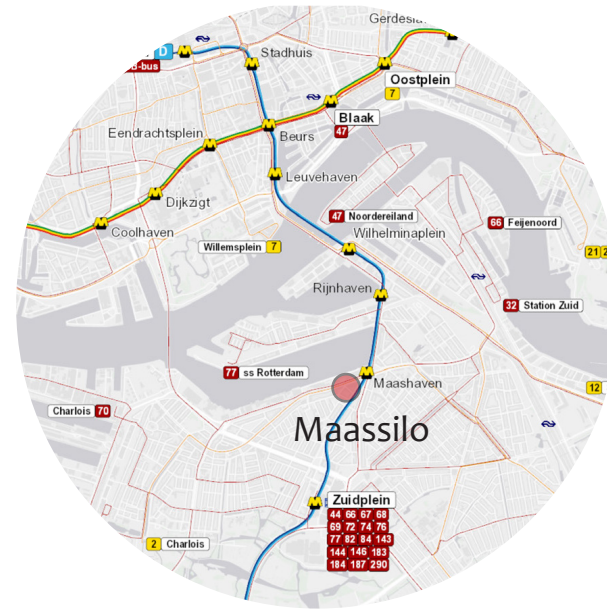 Gerdesia
D
Stadhuis
B-bus
Oostplein
7
Blaak
47
Eendrachtsplein
Beurs
Leuvehaven
Dijkzigt
47 Noordereiland
66 Feijenoord
Coolhaven
Wilhelminaplein
Willemsplein 7
21 2
Rijnhaven
32 Station Zuid
77 ss Rotterdam
Maashaven
12
Charlois 70
Maassilo
Zuidplein
44 66 67 68
69 72 74 76
77 82 84 143
144 146 183
184 187 290
2 Charlois